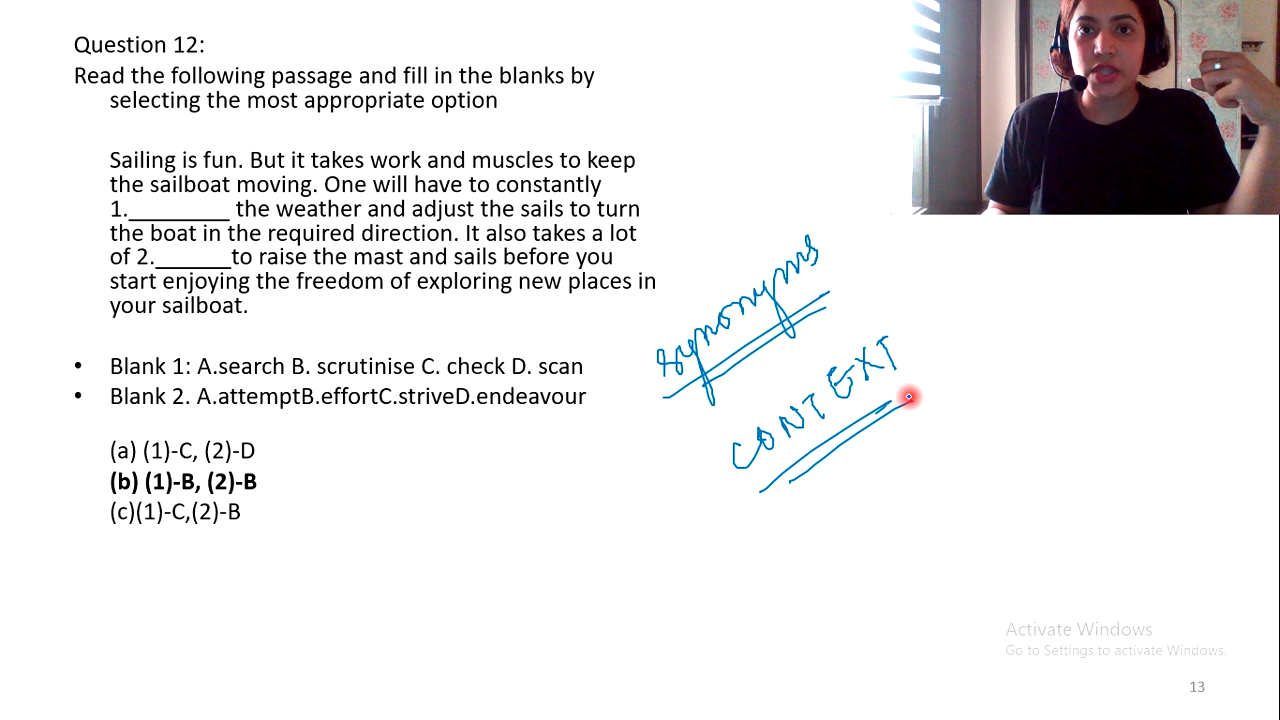 Question 12:
Read the following passage and fill in the blanks by
selecting the most appropriate option
Sailing is fun. But it takes work and muscles to keep
the sailboat moving. One will have to constantly
1.________ the weather and adjust the sails to turn
the boat in the required direction. It also takes a lot
of 2.______to raise the mast and sails before you
start enjoying the freedom of exploring new places in
your sailboat.
• Blank 1: A.search B. scrutinise C. check D. scan
• Blank 2. A.attemptB.effortC.striveD.endeavour
(a) (1)-C, (2)-D
(b) (1)-B, (2)-B
(c)(1)-C,(2)-B
synonyms
CONTEXT
Activate Windows
Go to Settings to activate Windows.
13